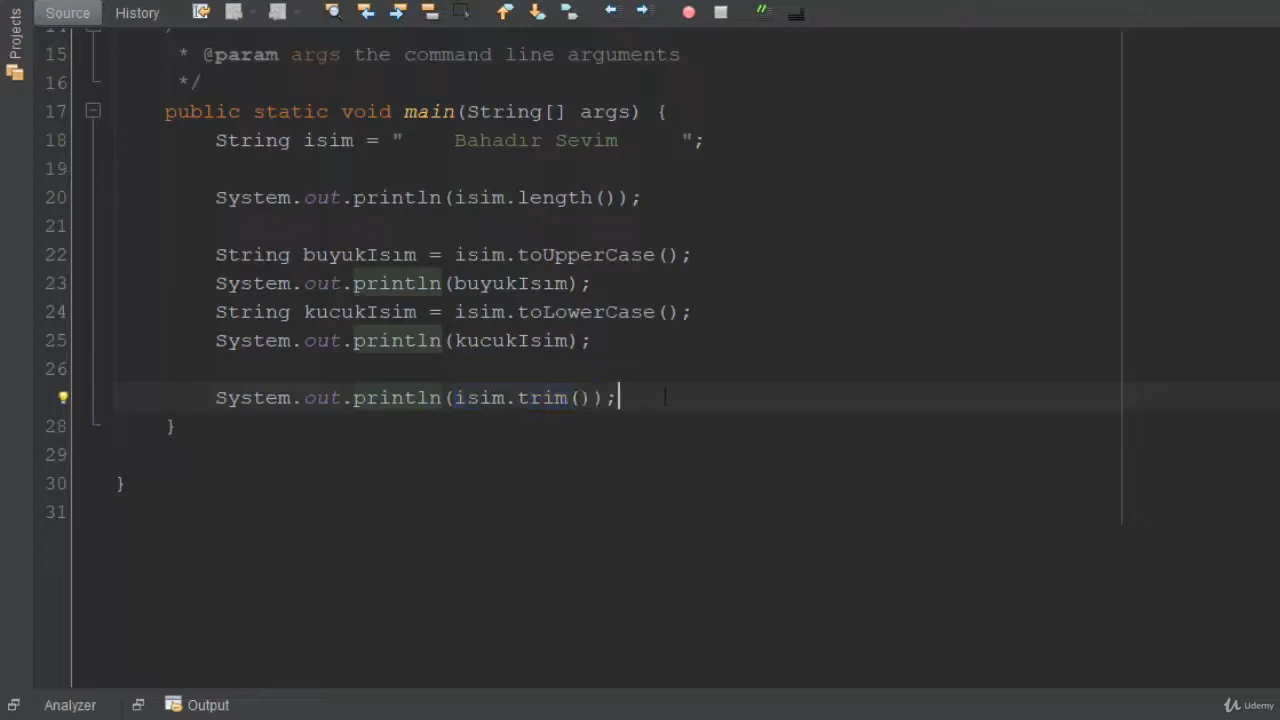 Source History
Projects
15 * @param args the command line arguments
16 */
17 public static void main(String[] args) {
18 String isim = "    Bahadır Sevim     ";
19
20 System.out.println(isim.length());
21
22 String buyukIsım = isim.toUpperCase();
23 System.out.println(buyukIsım);
24 String kucukIsim = isim.toLowerCase();
25 System.out.println(kucukIsim);
26
System.out.println(isim.trim());
28 }
29
30 }
31
Analyzer Output
Udemy